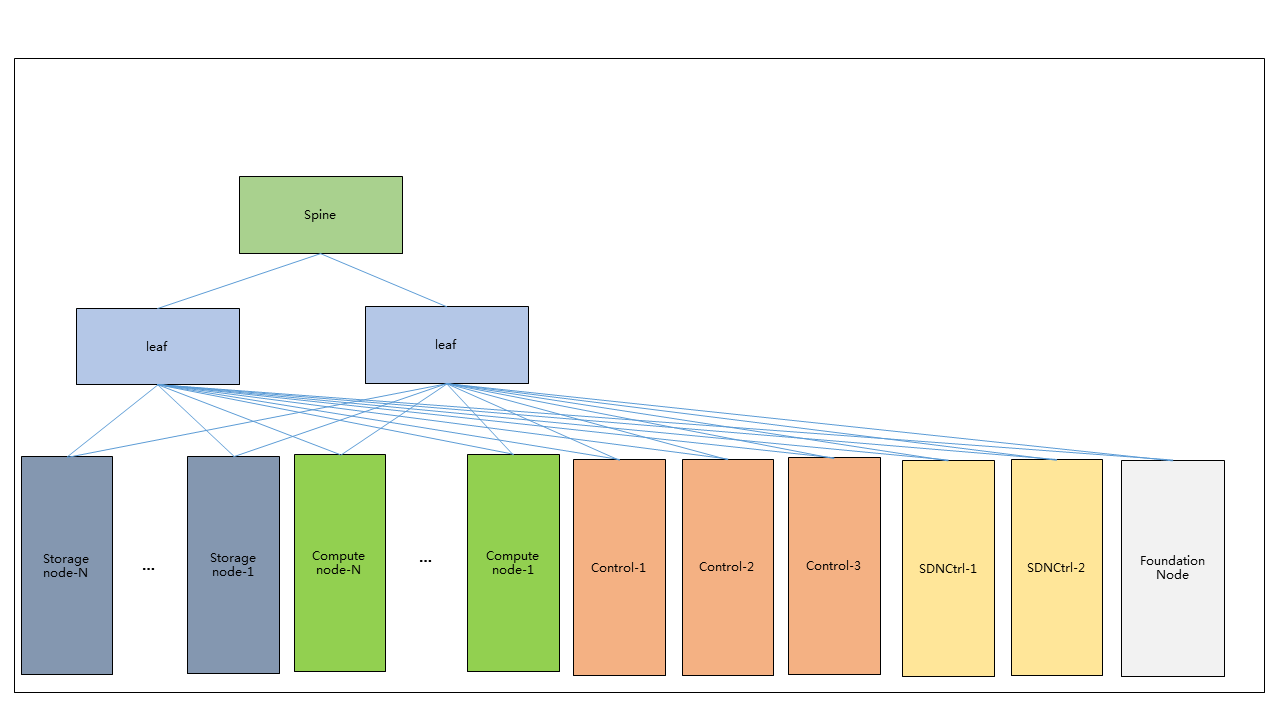 Spine
leaf
leaf
Storage
node-N
...
Storage
node-1
Compute
node-N
...
Compute
node-1
Control-1
Control-2
Control-3
SDNCtrl-1
SDNCtrl-2
Foundation
Node